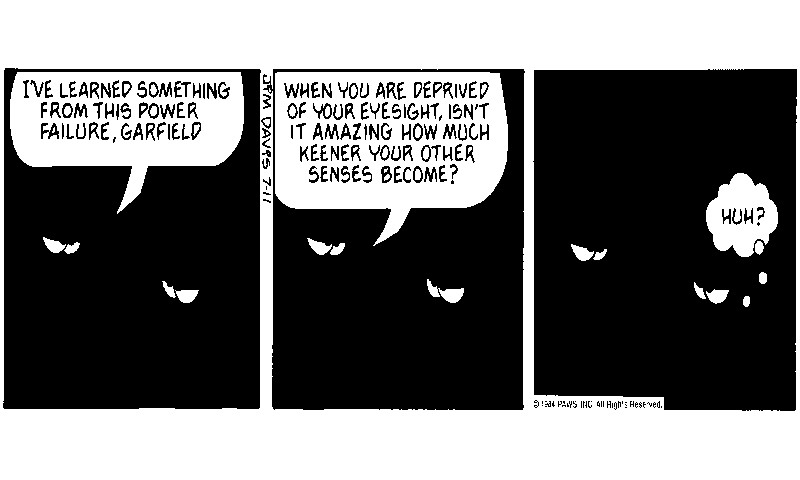 I'VE LEARNED SOMETHING
FROM THIS POWER
FAILURE, GARFIELD
JIM DAVIS 7-11
WHEN YOU ARE DEPRIVED
OF YOUR EYESIGHT, ISN'T
IT AMAZING HOW MUCH
KEENER YOUR OTHER
SENSES BECOME?
HUH?
© 1984 PAWS, INC. All Rights Reserved.